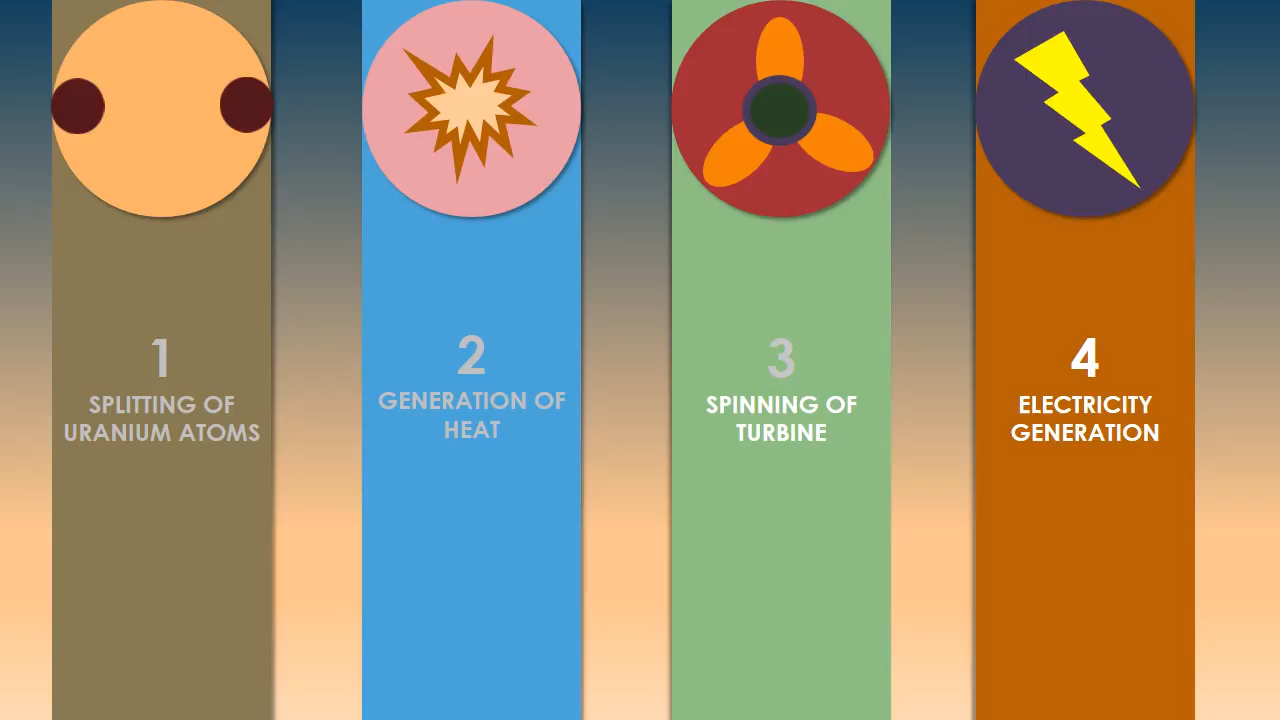 1
SPLITTING OF
URANIUM ATOMS
2
GENERATION OF
HEAT
3
SPINNING OF
TURBINE
4
ELECTRICITY
GENERATION